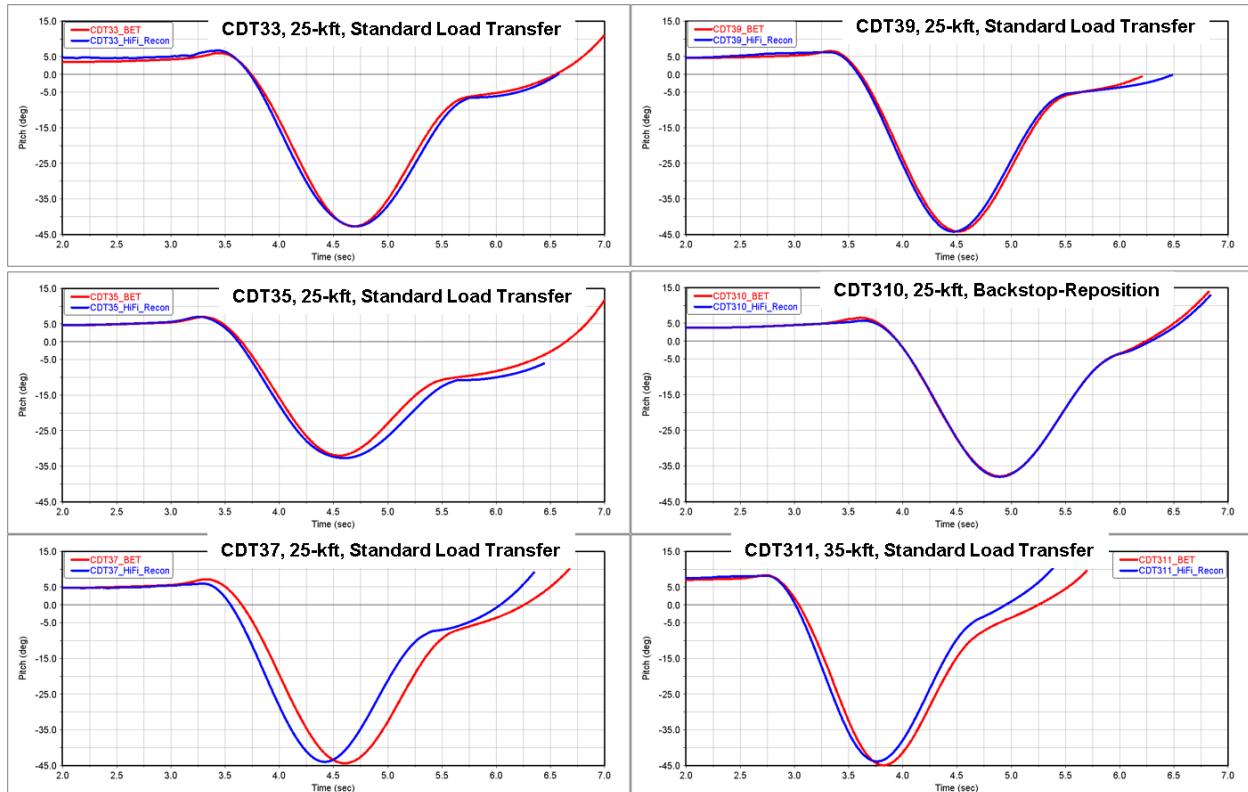 CDT33, 25-kft, Standard Load Transfer
CDT33_BET
CDT33_HiFi_Recon
15.0
5.0
0.0
-5.0
-15.0
-25.0
-35.0
-45.0
Pitch (deg)
2.0 2.5 3.0 3.5 4.0 4.5 5.0 5.5 6.0 6.5 7.0
Time (sec)
CDT39, 25-kft, Standard Load Transfer
CDT39_BET
CDT39_HiFi_Recon
15.0
5.0
0.0
-5.0
-15.0
-25.0
-35.0
-45.0
Pitch (deg)
2.0 2.5 3.0 3.5 4.0 4.5 5.0 5.5 6.0 6.5 7.0
Time (sec)
CDT35, 25-kft, Standard Load Transfer
CDT35_BET
CDT35_HiFi_Recon
15.0
5.0
0.0
-5.0
-15.0
-25.0
-35.0
-45.0
Pitch (deg)
2.0 2.5 3.0 3.5 4.0 4.5 5.0 5.5 6.0 6.5 7.0
Time (sec)
CDT310, 25-kft, Backstop-Reposition
CDT310_BET
CDT310_HiFi_Recon
15.0
5.0
0.0
-5.0
-15.0
-25.0
-35.0
-45.0
Pitch (deg)
2.0 2.5 3.0 3.5 4.0 4.5 5.0 5.5 6.0 6.5 7.0
Time (sec)
CDT37, 25-kft, Standard Load Transfer
CDT37_BET
CDT37_HiFi_Recon
15.0
5.0
0.0
-5.0
-15.0
-25.0
-35.0
-45.0
Pitch (deg)
2.0 2.5 3.0 3.5 4.0 4.5 5.0 5.5 6.0 6.5 7.0
Time (sec)
CDT311, 35-kft, Standard Load Transfer
CDT311_BET
CDT311_HiFi_Recon
15.0
5.0
0.0
-5.0
-15.0
-25.0
-35.0
-45.0
Pitch (deg)
2.0 2.5 3.0 3.5 4.0 4.5 5.0 5.5 6.0 6.5 7.0
Time (sec)